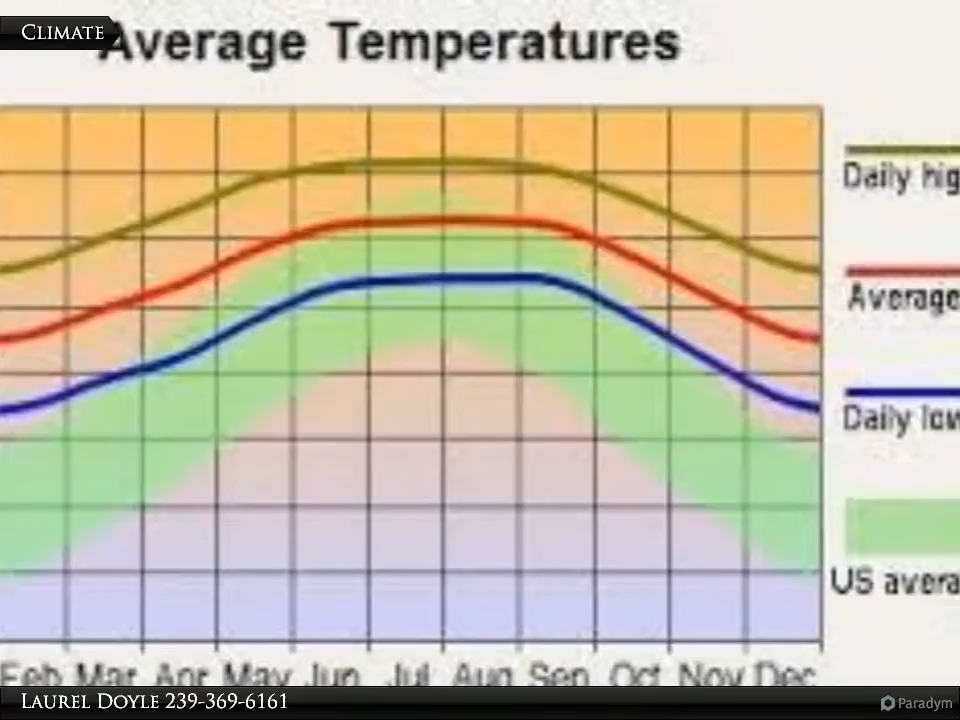 CLIMATE
Average Temperatures
Daily hig
Average
Daily low
US avera
Feb Mar Apr May Jun Jul Aug Sep Oct Nov Dec
LAUREL DOYLE 239-369-6161
Paradym